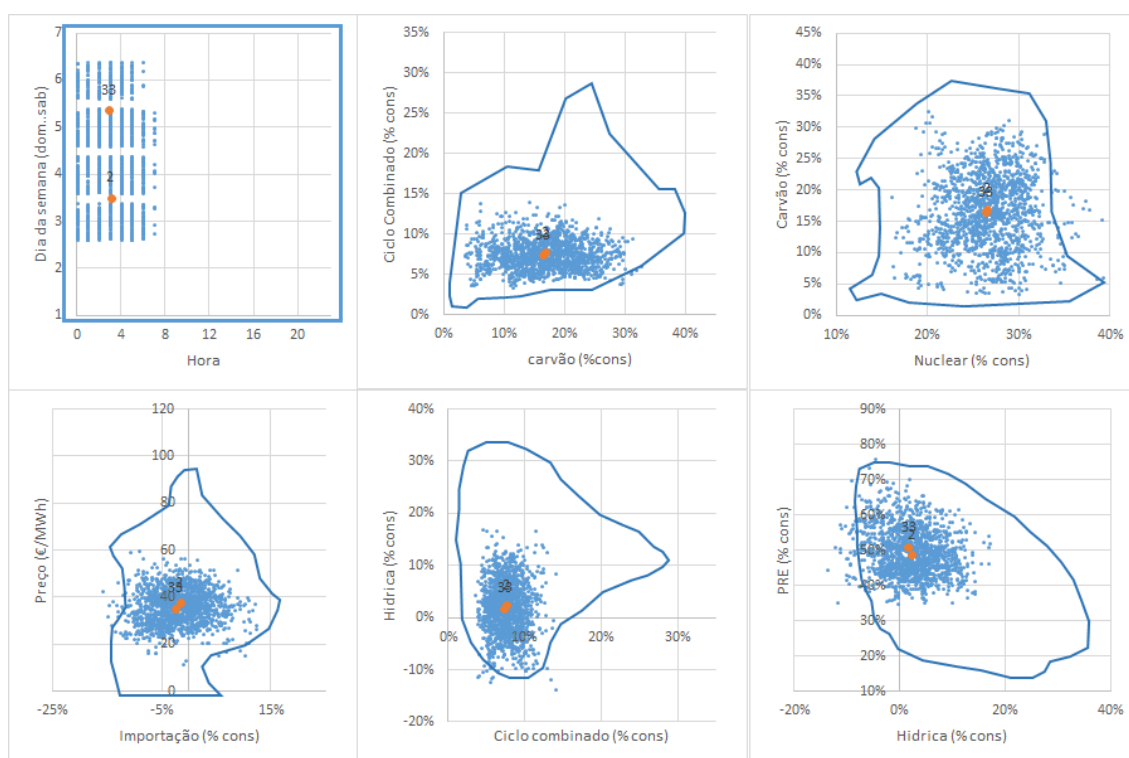 7
6
5
4
3
2
1
Dia da semana (dom..sab)
33
2
0 4 8 12 16 20
Hora
35%
30%
25%
20%
15%
10%
5%
0%
Ciclo Combinado (% cons)
0% 10% 20% 30% 40%
carvão (%cons)
45%
40%
35%
30%
25%
20%
15%
10%
5%
0%
Carvão (% cons)
10% 20% 30% 40%
Nuclear (% cons)
120
100
80
60
40
20
0
Preço (€/MWh)
-25% -5% 15%
Importação (% cons)
40%
30%
20%
10%
0%
-10%
-20%
Hidrica (% cons)
0% 10% 20% 30%
Ciclo combinado (% cons)
90%
80%
70%
60%
50%
40%
30%
20%
10%
PRE (% cons)
33
2
-20% 0% 20% 40%
Hidrica (% cons)